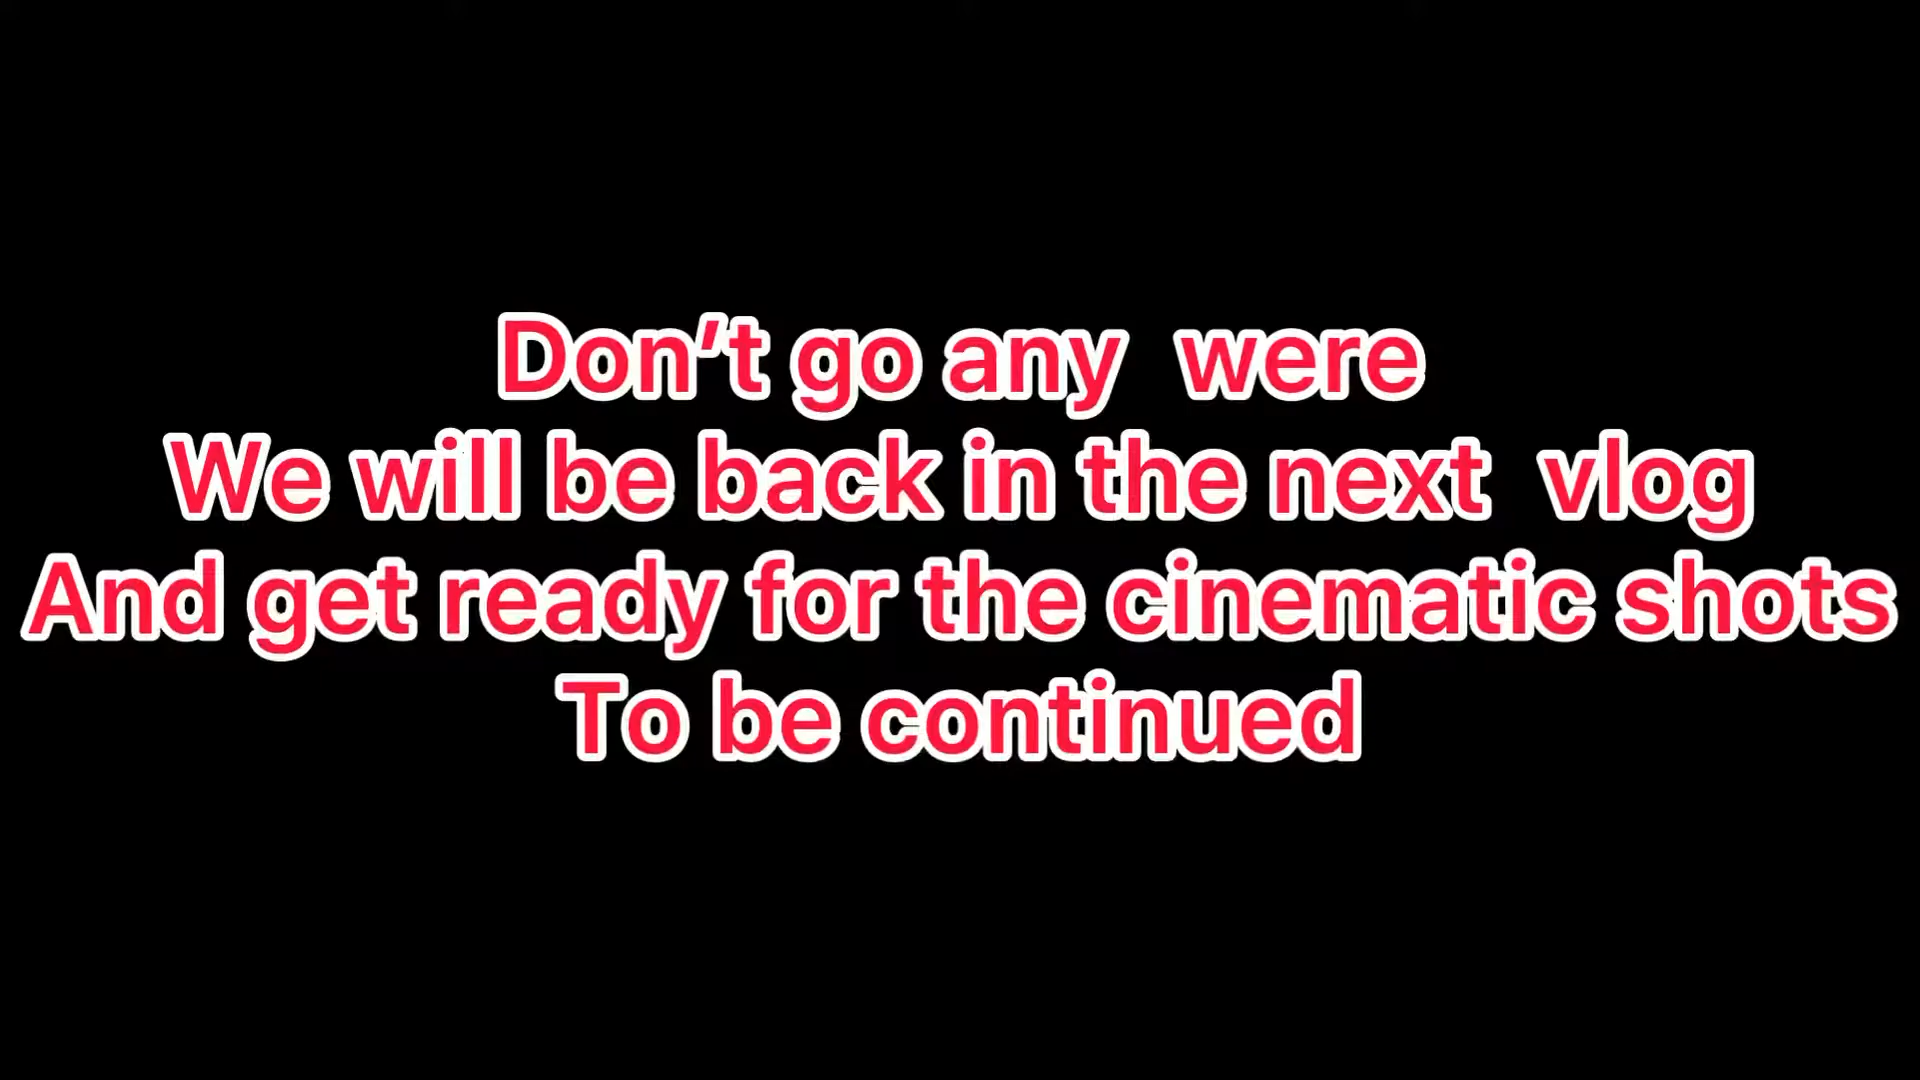 Don’t go any  were
We will be back in the next  vlog
And get ready for the cinematic shots
To be continued